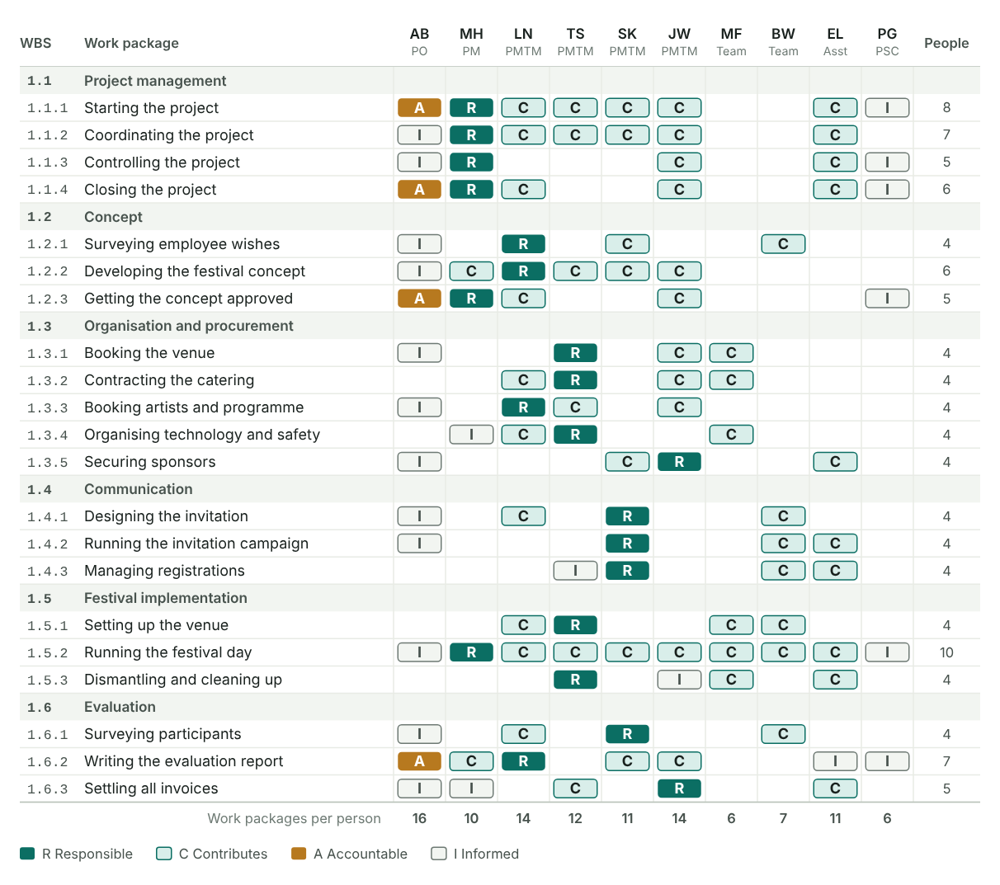 WBS Work package AB MH LN TS SK JW MF BW EL PG People
PO PM PMTM PMTM PMTM PMTM Team Team Asst PSC
1.1 Project management
1.1.1 Starting the project A R C C C C C I 8
1.1.2 Coordinating the project I R C C C C C 7
1.1.3 Controlling the project I R C C I 5
1.1.4 Closing the project A R C C C I 6
1.2 Concept
1.2.1 Surveying employee wishes I R C C 4
1.2.2 Developing the festival concept I C R C C C 6
1.2.3 Getting the concept approved A R C C I 5
1.3 Organisation and procurement
1.3.1 Booking the venue I R C C 4
1.3.2 Contracting the catering C R C C 4
1.3.3 Booking artists and programme I R C C 4
1.3.4 Organising technology and safety I C R C 4
1.3.5 Securing sponsors I C R C 4
1.4 Communication
1.4.1 Designing the invitation I C R C 4
1.4.2 Running the invitation campaign I R C C 4
1.4.3 Managing registrations I R C C 4
1.5 Festival implementation
1.5.1 Setting up the venue C R C C 4
1.5.2 Running the festival day I R C C C C C C C I 10
1.5.3 Dismantling and cleaning up R I C C 4
1.6 Evaluation
1.6.1 Surveying participants I C R C 4
1.6.2 Writing the evaluation report A C R C C I I 7
1.6.3 Settling all invoices I I C R C 5
Work packages per person 16 10 14 12 11 14 6 7 11 6
R Responsible C Contributes A Accountable I Informed